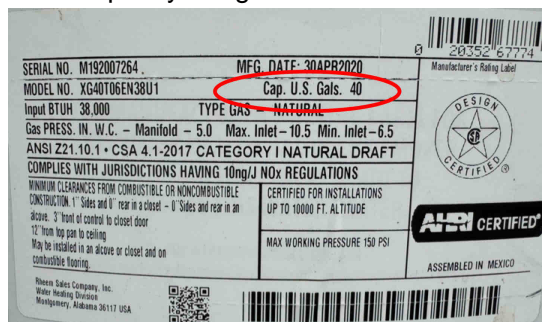 0 20352 67774
SERIAL NO. M192007264 . MFG. DATE: 30APR2020
Manufacturer's Rating Label
MODEL NO. XG40T06EN38U1 Cap. U.S. Gals. 40
Input BTUH 38,000 TYPE GAS – NATURAL
Gas PRESS. IN. W.C. – Manifold – 5.0 Max. Inlet – 10.5 Min. Inlet – 6.5
ANSI Z21.10.1 • CSA 4.1-2017 CATEGORY I NATURAL DRAFT
COMPLIES WITH JURISDICTIONS HAVING 10ng/J NOx REGULATIONS
DESIGN
CERTIFIED
MINIMUM CLEARANCES FROM COMBUSTIBLE OR NONCOMBUSTIBLE
CONSTRUCTION. 1" Sides and 0" rear in a closet – 0" Sides and rear in an
alcove. 3" front of control to closet door
12" from top pan to ceiling
May be installed in an alcove or closet and on
combustible flooring.
CERTIFIED FOR INSTALLATIONS
UP TO 10000 FT. ALTITUDE
MAX WORKING PRESSURE 150 PSI
AHRI CERTIFIED®
ASSEMBLED IN MEXICO
Rheem Sales Company, Inc.
Water Heating Division
Montgomery, Alabama 36117 USA